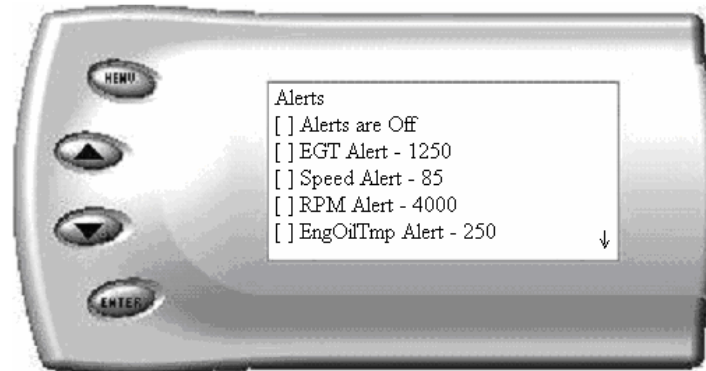 MENU
Alerts
[ ] Alerts are Off
[ ] EGT Alert - 1250
[ ] Speed Alert - 85
[ ] RPM Alert - 4000
[ ] EngOilTmp Alert - 250 ↓
ENTER